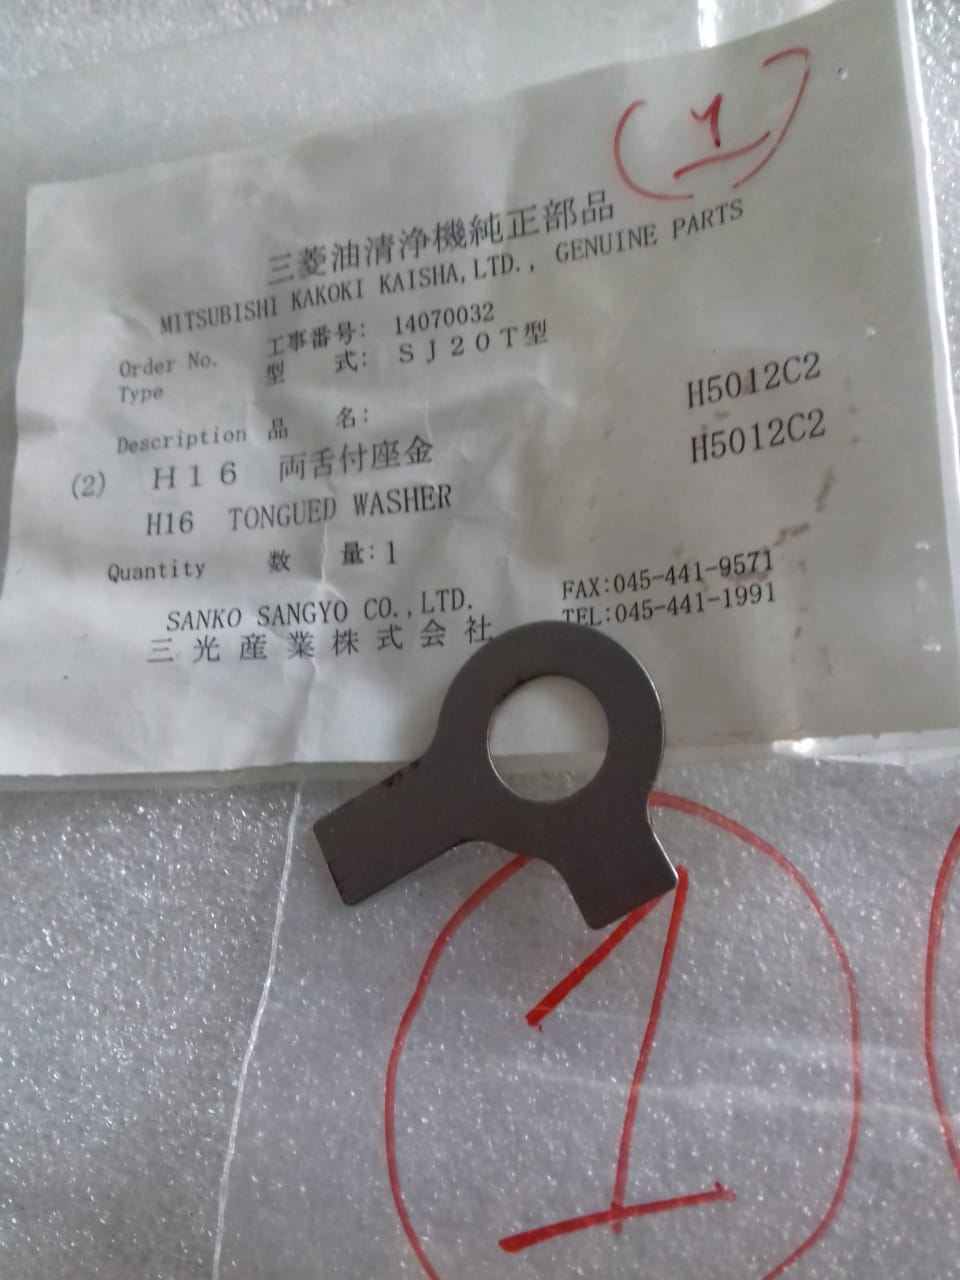 (1)
三菱油清浄機純正部品
MITSUBISHI KAKOKI KAISHA,LTD., GENUINE PARTS
Order No. 工事番号: 14070032
Type 型 式: SJ20T型
Description 品 名:
(2) H16 両舌付座金 H5012C2
H16 TONGUED WASHER H5012C2
Quantity 数 量:1
SANKO SANGYO CO.,LTD. FAX:045-441-9571
三光産業株式会社 TEL:045-441-1991
1